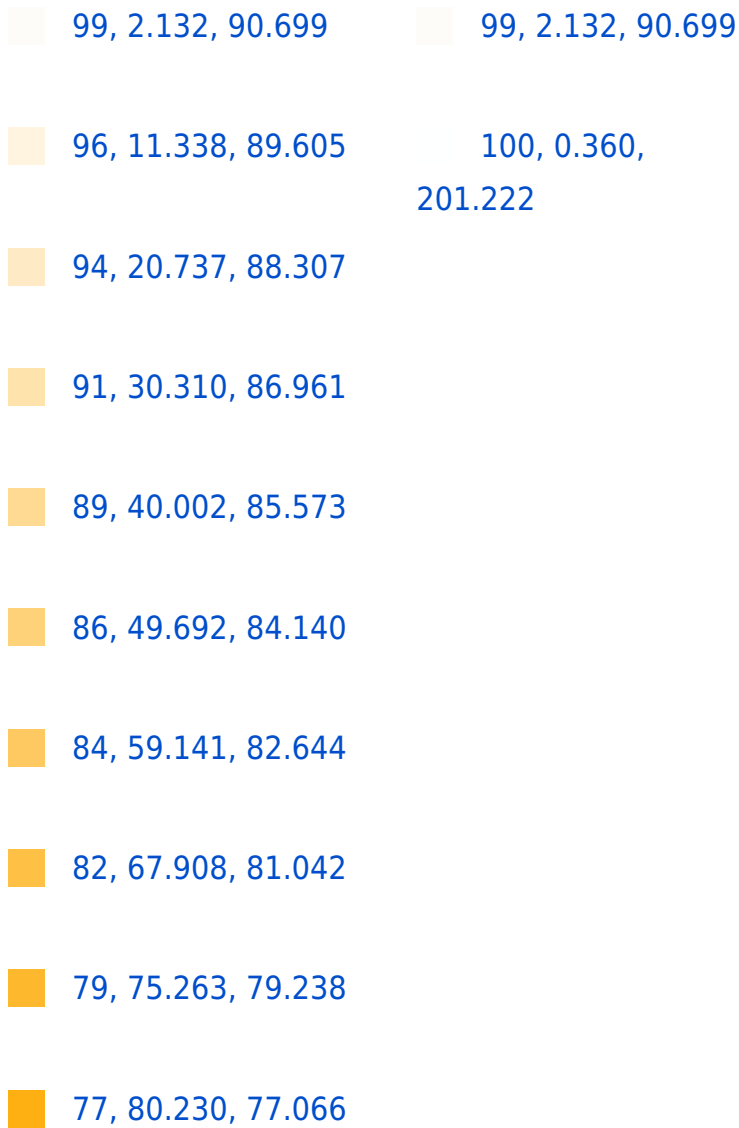 99, 2.132, 90.699
96, 11.338, 89.605
94, 20.737, 88.307
91, 30.310, 86.961
89, 40.002, 85.573
86, 49.692, 84.140
84, 59.141, 82.644
82, 67.908, 81.042
79, 75.263, 79.238
77, 80.230, 77.066
99, 2.132, 90.699
100, 0.360,
201.222